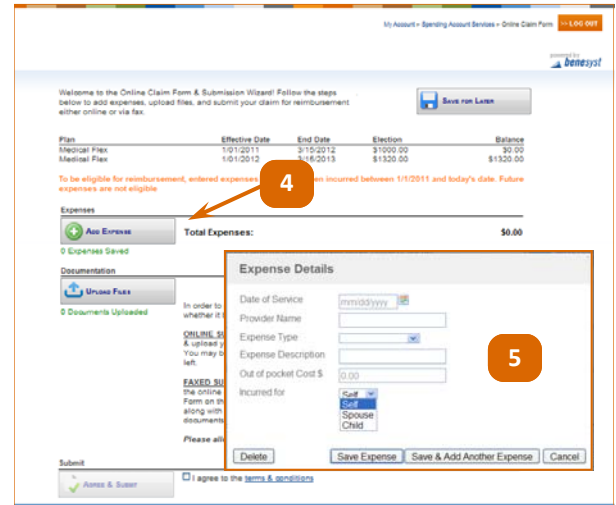 My Account » Spending Account Services » Online Claim Form
LOG OUT
powered by
benesyst
Welcome to the Online Claim Form & Submission Wizard! Follow the steps
below to add expenses, upload files, and submit your claim for reimbursement
either online or via fax.
SAVE FOR LATER
Plan Effective Date End Date Election Balance
Medical Flex 1/01/2011 3/15/2012 $1000.00 $0.00
Medical Flex 1/01/2012 3/15/2013 $1320.00 $1320.00
To be eligible for reimbursement, entered expenses en incurred between 1/1/2011 and today's date. Future
expenses are not eligible
4
Expenses
ADD EXPENSE
Total Expenses: $0.00
0 Expenses Saved
Documentation
UPLOAD FILES
0 Documents Uploaded
In order to
whether it
ONLINE SU
& upload y
You may b
left.
FAXED SU
the online
Form on th
along with
documents
Please all
Expense Details
Date of Service mm/dd/yyyy
Provider Name
Expense Type
Expense Description
Out of pocket Cost $ 0.00
Incurred for Self
Self
Spouse
Child
5
Delete Save Expense Save & Add Another Expense Cancel
Submit
AGREE & SUBMIT
I agree to the terms & conditions